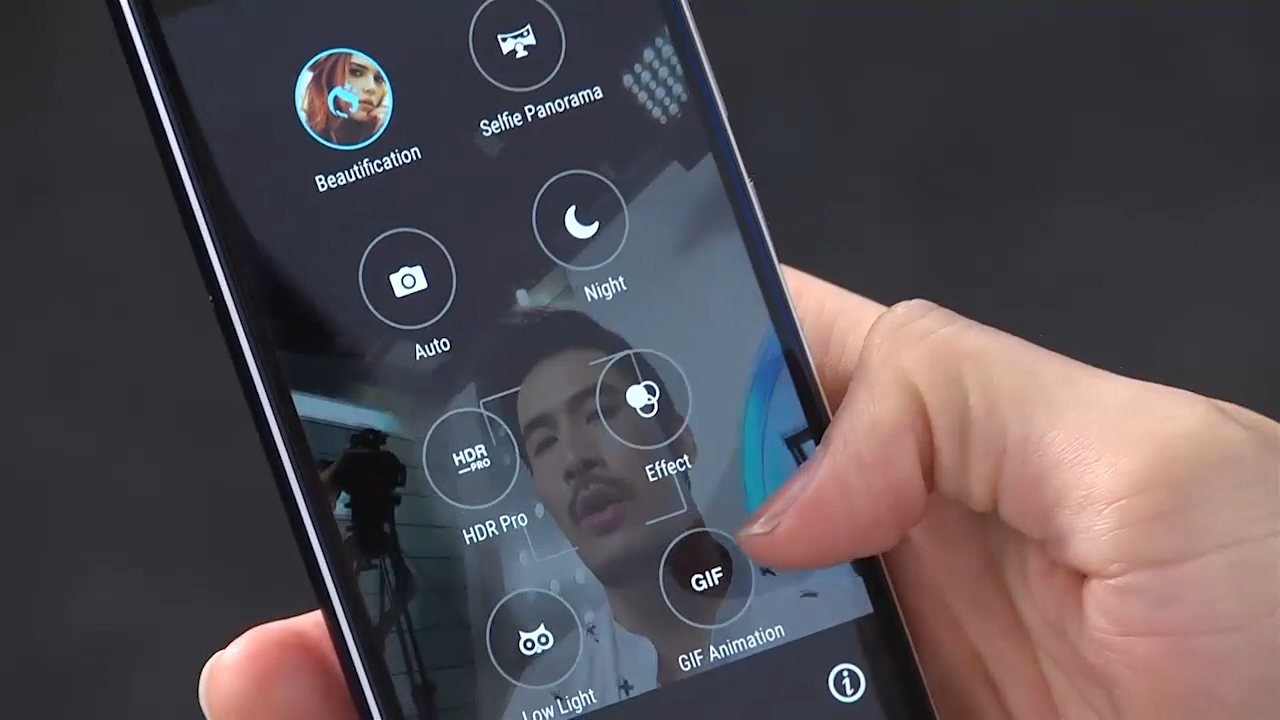 Beautification
Selfie Panorama
Auto
Night
HDR
PRO
HDR Pro
Effect
Low Light
GIF
GIF Animation
i